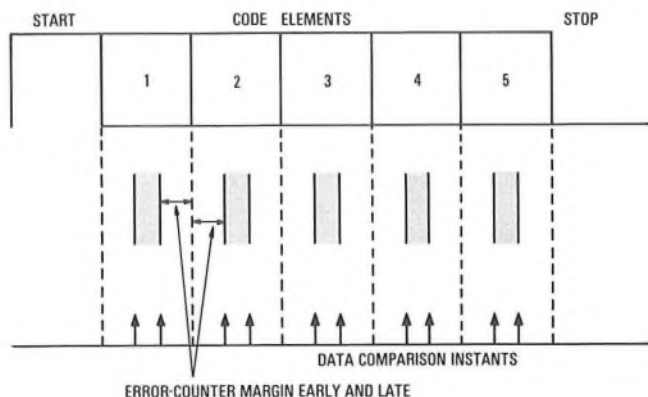 START CODE ELEMENTS STOP
1 2 3 4 5
DATA COMPARISON INSTANTS
ERROR-COUNTER MARGIN EARLY AND LATE